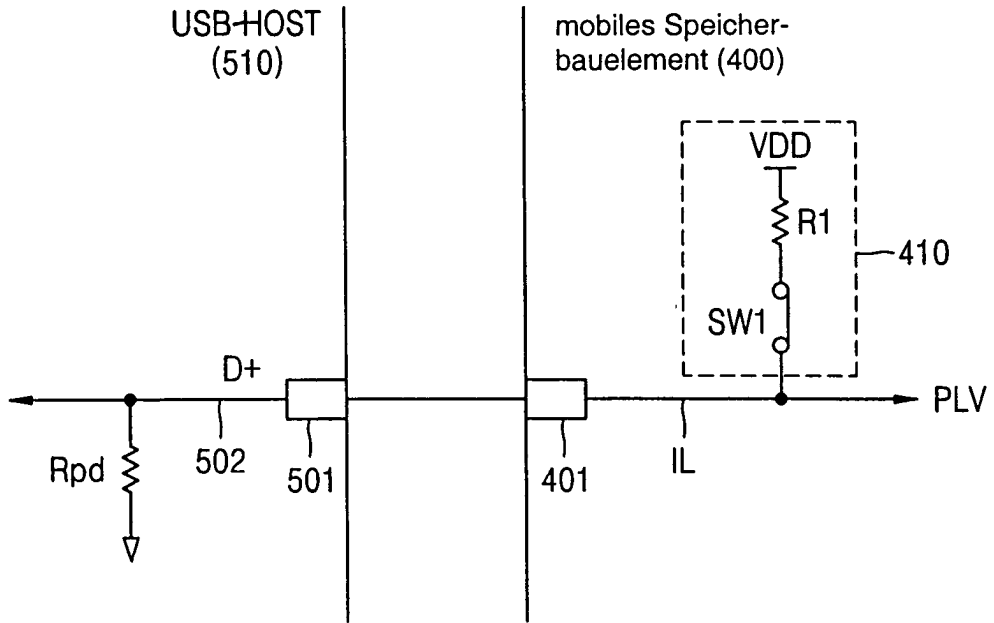 USB-HOST
(510)
mobiles Speicher-
bauelement (400)
VDD
R1
410
SW1
D+
PLV
Rpd
502
501
401
IL